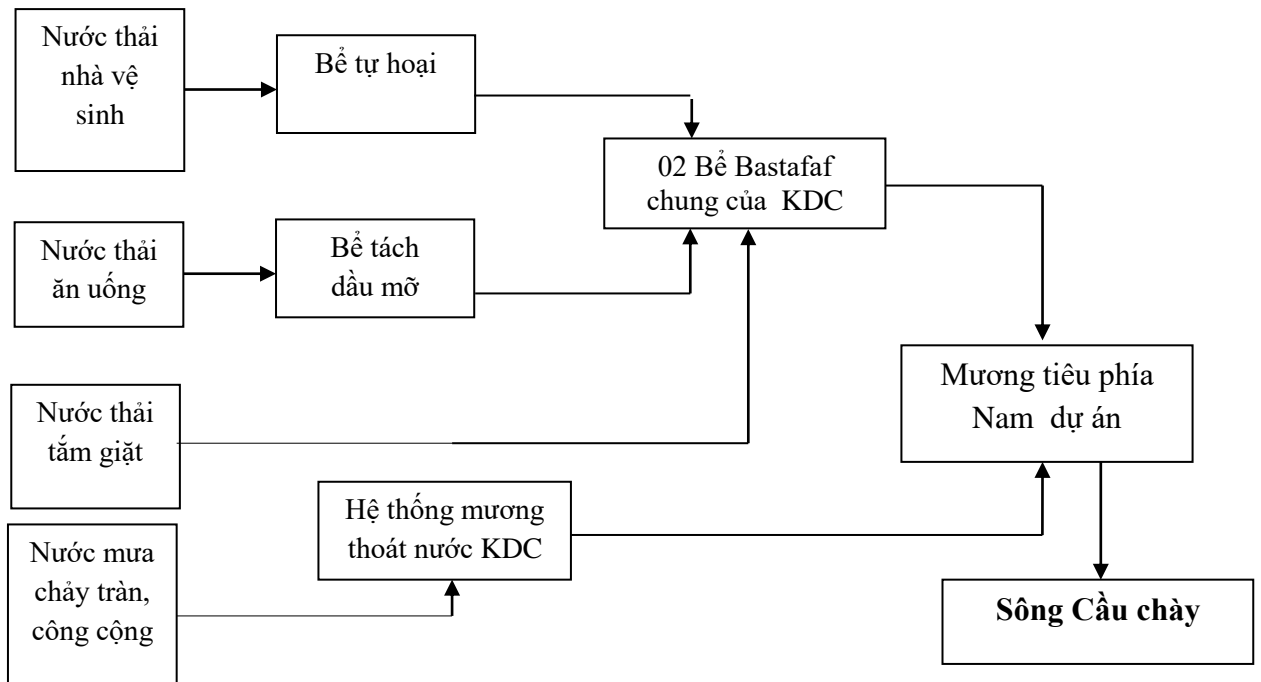 Nước thải
nhà vệ
sinh
Bể tự hoại
02 Bể Bastafaf
chung của KDC
Nước thải
ăn uống
Bể tách
dầu mỡ
Mương tiêu phía
Nam dự án
Nước thải
tắm giặt
Hệ thống mương
thoát nước KDC
Nước mưa
chảy tràn,
công cộng
Sông Cầu chày